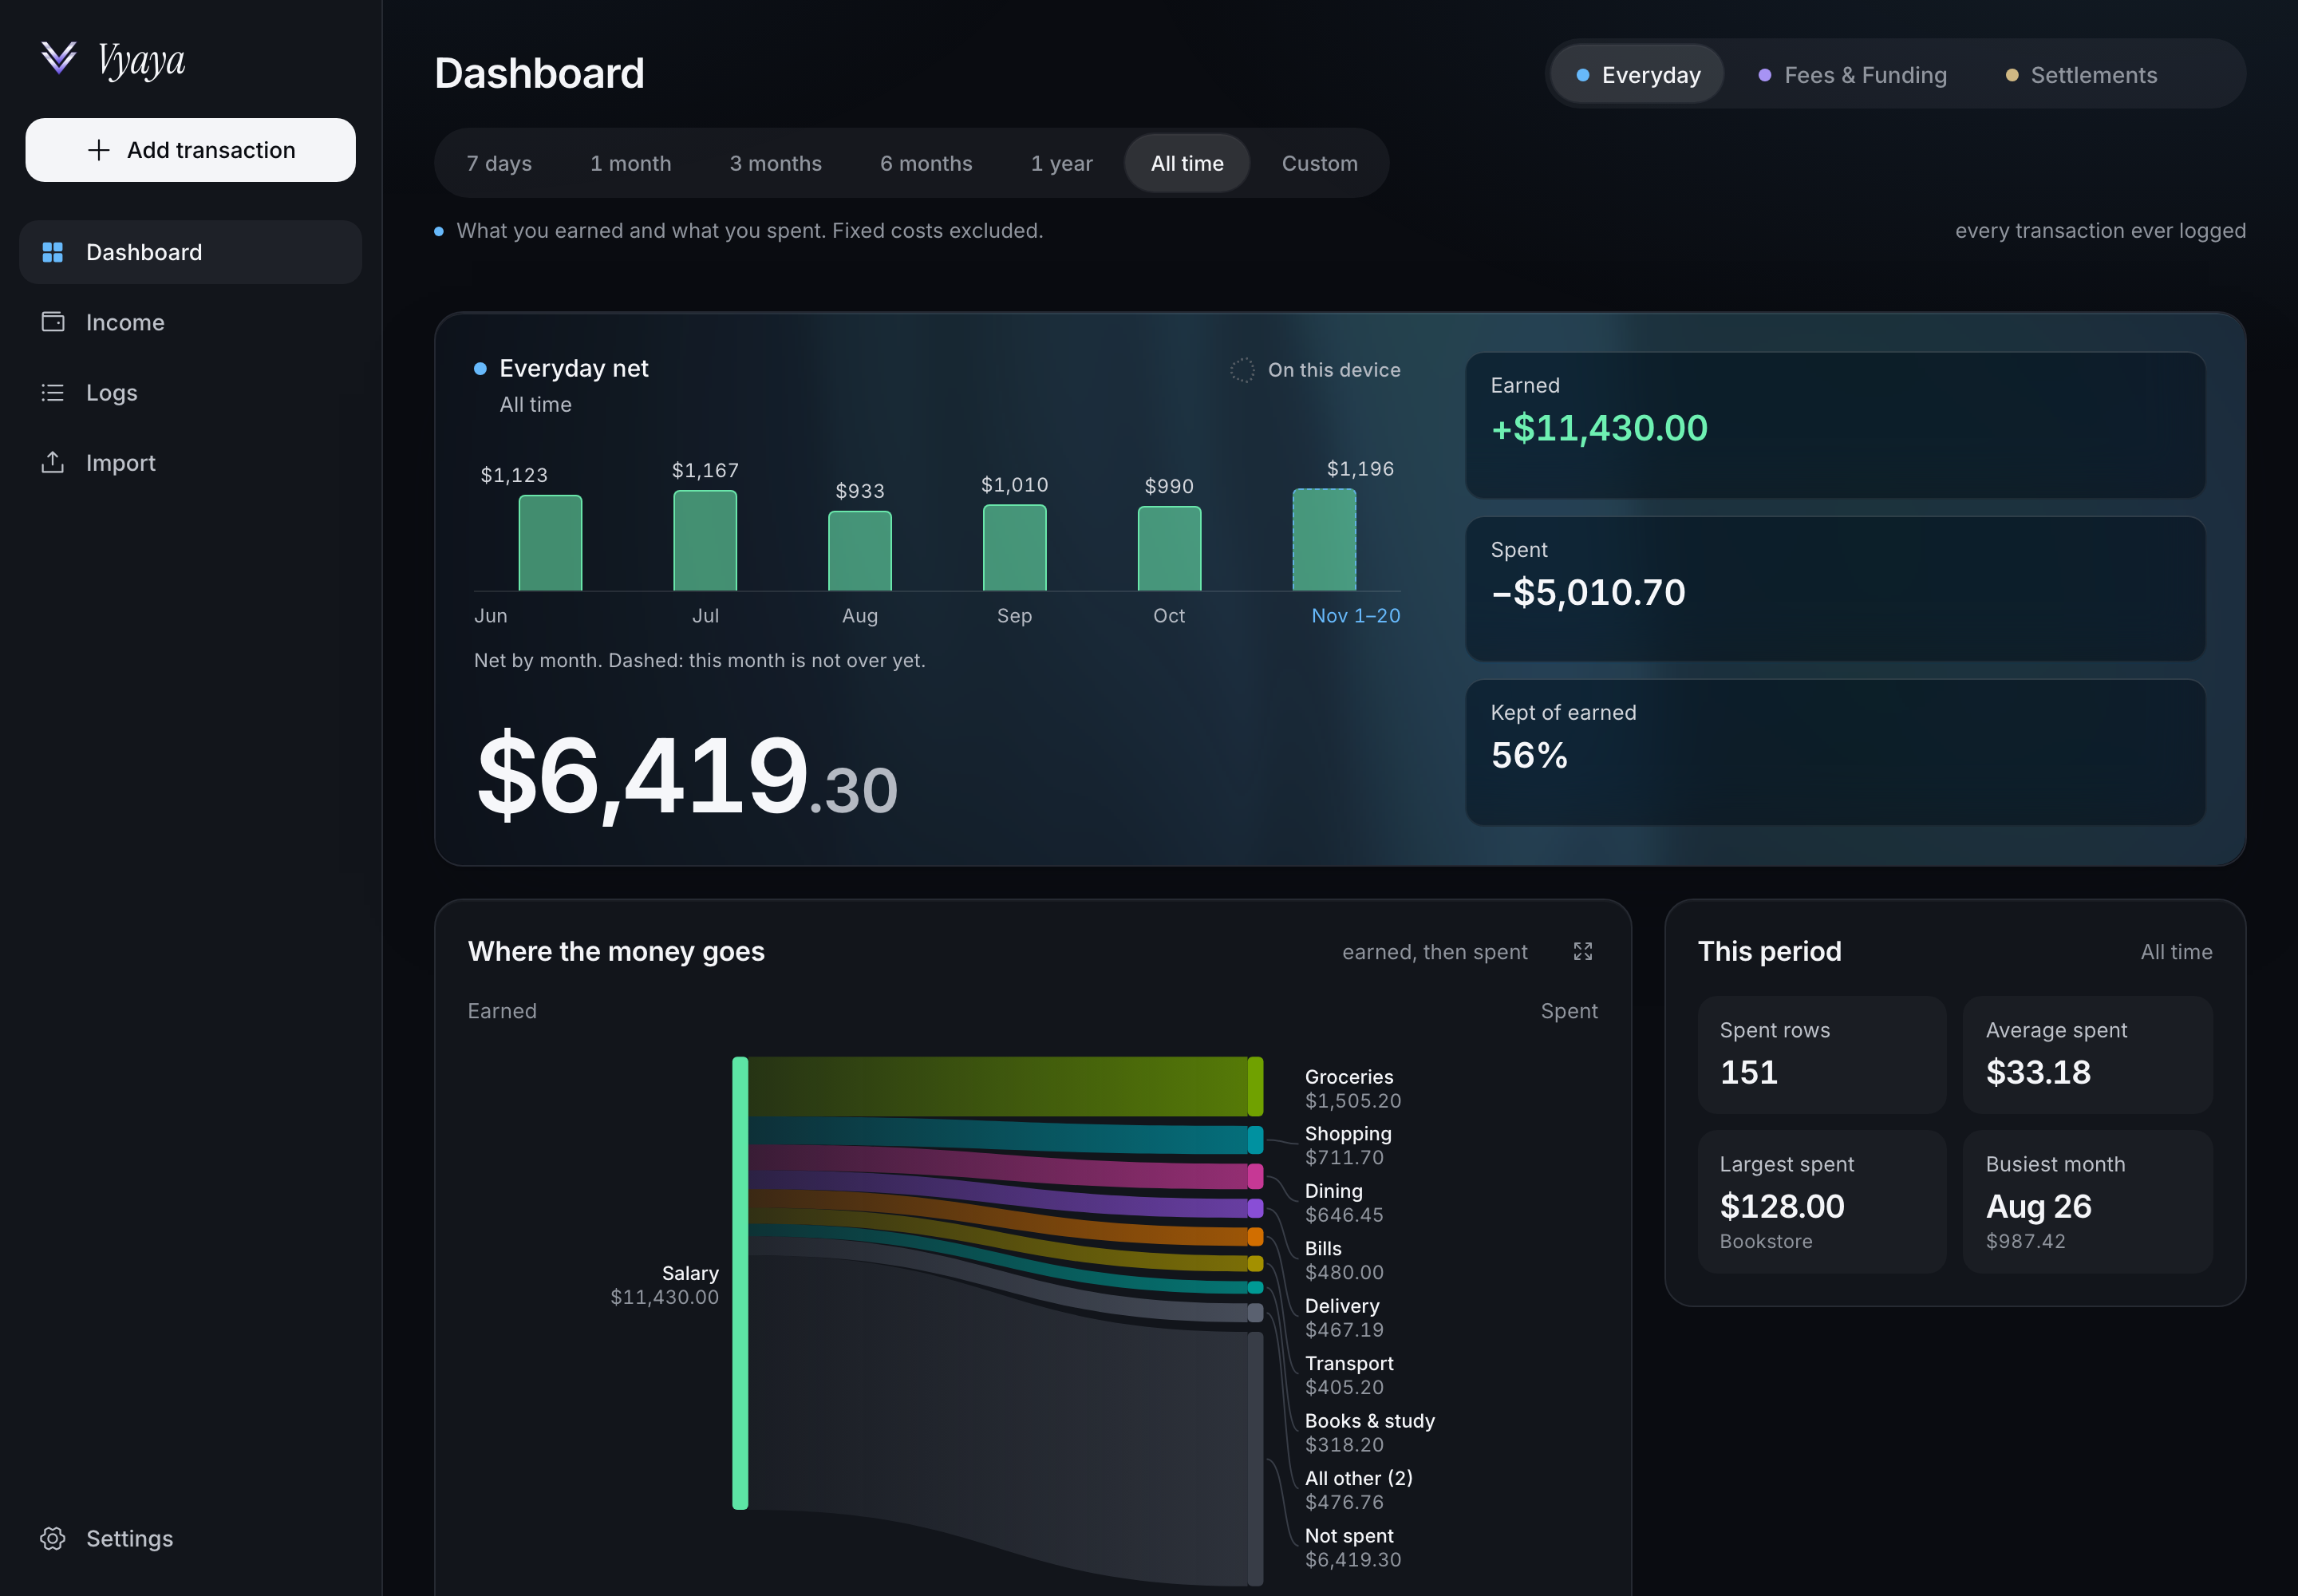 Vyaya
Add transaction
Dashboard
Income
Logs
Import
Settings
Dashboard
Everyday
Fees & Funding
Settlements
7 days
1 month
3 months
6 months
1 year
All time
Custom
What you earned and what you spent. Fixed costs excluded.
every transaction ever logged
Everyday net
All time
On this device
$1,123
$1,167
$933
$1,010
$990
$1,196
Jun
Jul
Aug
Sep
Oct
Nov 1–20
Net by month. Dashed: this month is not over yet.
$6,419.30
Earned
+$11,430.00
Spent
−$5,010.70
Kept of earned
56%
Where the money goes
earned, then spent
Earned
Spent
Salary
$11,430.00
Groceries
$1,505.20
Shopping
$711.70
Dining
$646.45
Bills
$480.00
Delivery
$467.19
Transport
$405.20
Books & study
$318.20
All other (2)
$476.76
Not spent
$6,419.30
This period
All time
Spent rows
151
Average spent
$33.18
Largest spent
$128.00
Bookstore
Busiest month
Aug 26
$987.42